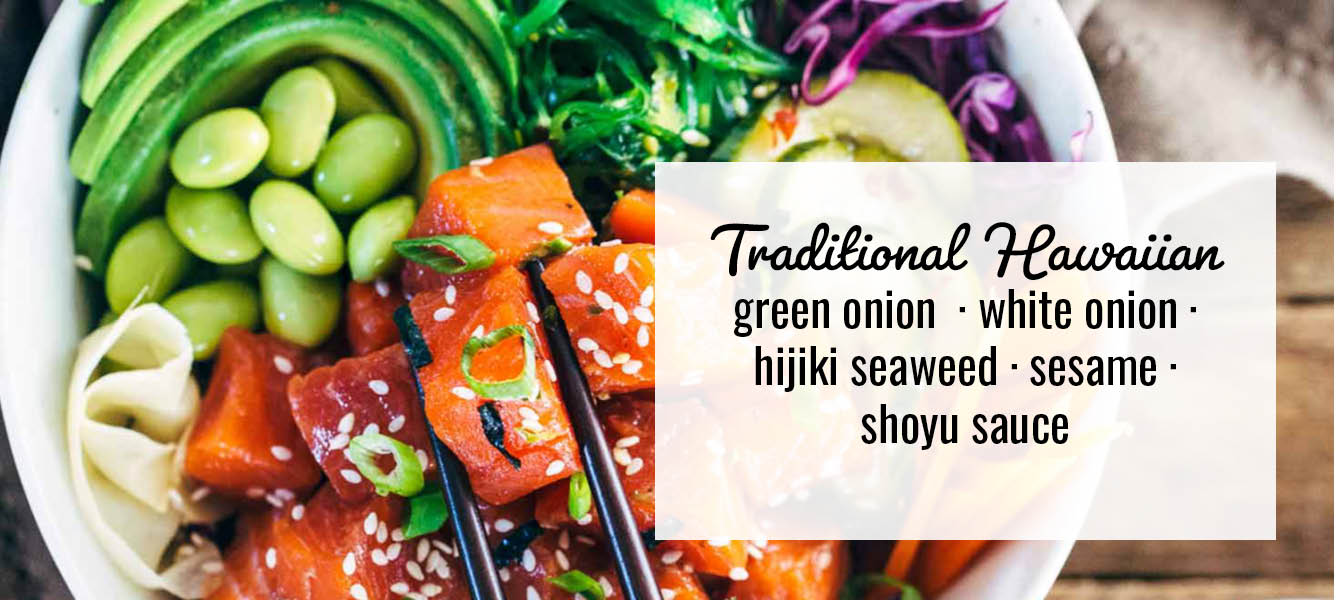 Traditional Hawaiian
green onion · white onion ·
hijiki seaweed · sesame ·
shoyu sauce